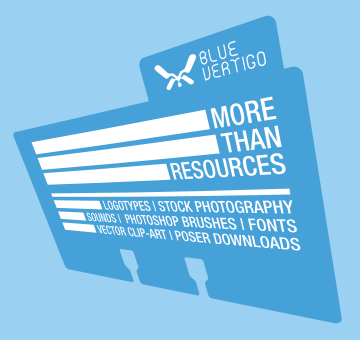 BLUE
VERTIGO
MORE
THAN
RESOURCES
LOGOTYPES | STOCK PHOTOGRAPHY
SOUNDS | PHOTOSHOP BRUSHES | FONTS
VECTOR CLIP-ART | POSER DOWNLOADS